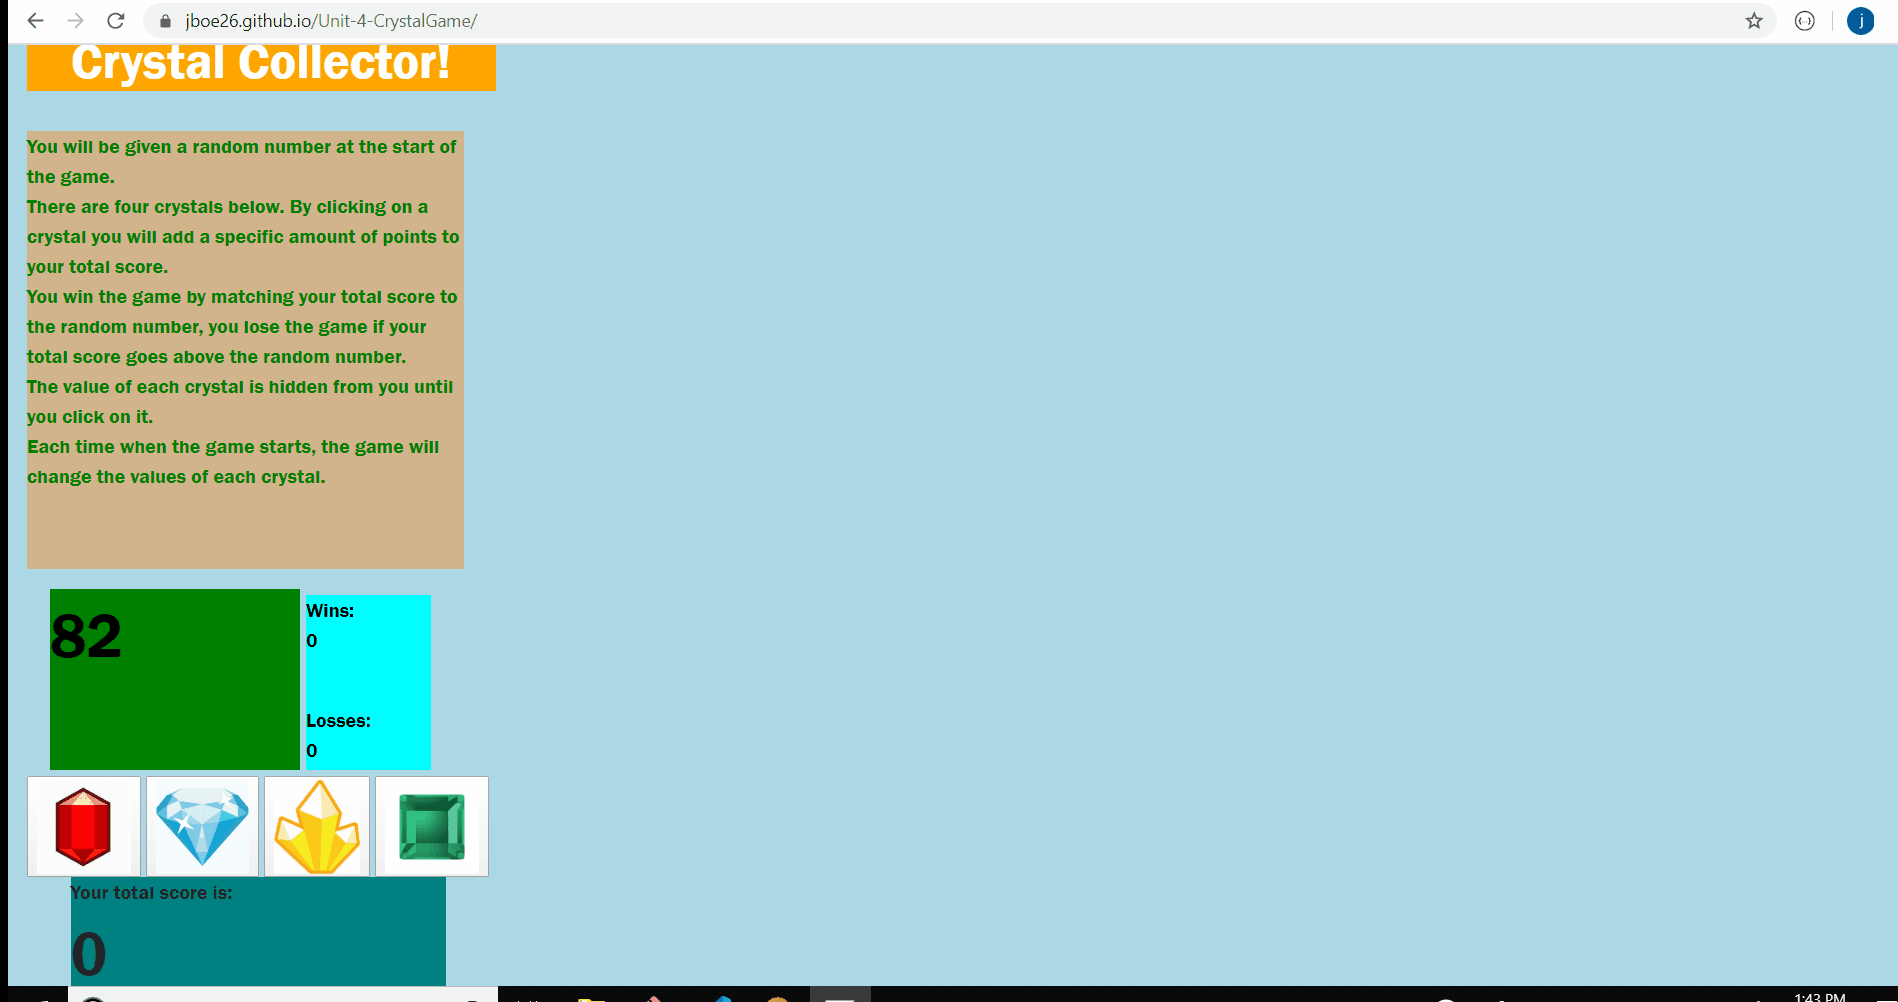 jboe26.github.io/Unit-4-CrystalGame/
j
Crystal Collector!
You will be given a random number at the start of
the game.
There are four crystals below. By clicking on a
crystal you will add a specific amount of points to
your total score.
You win the game by matching your total score to
the random number, you lose the game if your
total score goes above the random number.
The value of each crystal is hidden from you until
you click on it.
Each time when the game starts, the game will
change the values of each crystal.
82
Wins:
0
Losses:
0
Your total score is:
0
1:43 PM